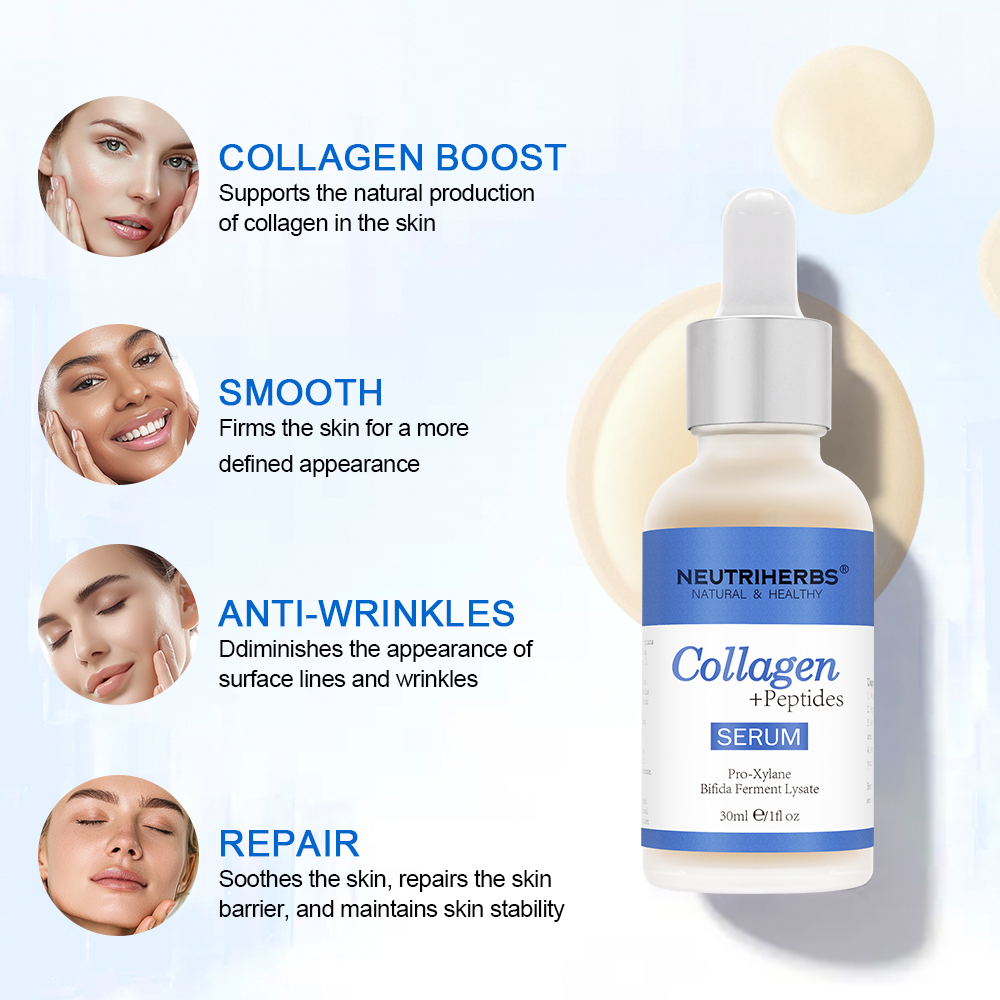 COLLAGEN BOOST
Supports the natural production
of collagen in the skin
SMOOTH
Firms the skin for a more
defined appearance
ANTI-WRINKLES
Ddiminishes the appearance of
surface lines and wrinkles
REPAIR
Soothes the skin, repairs the skin
barrier, and maintains skin stability
NEUTRIHERBS®
NATURAL & HEALTHY
Collagen
+Peptides
SERUM
Pro-Xylane
Bifida Ferment Lysate
30ml ℮/1fl oz